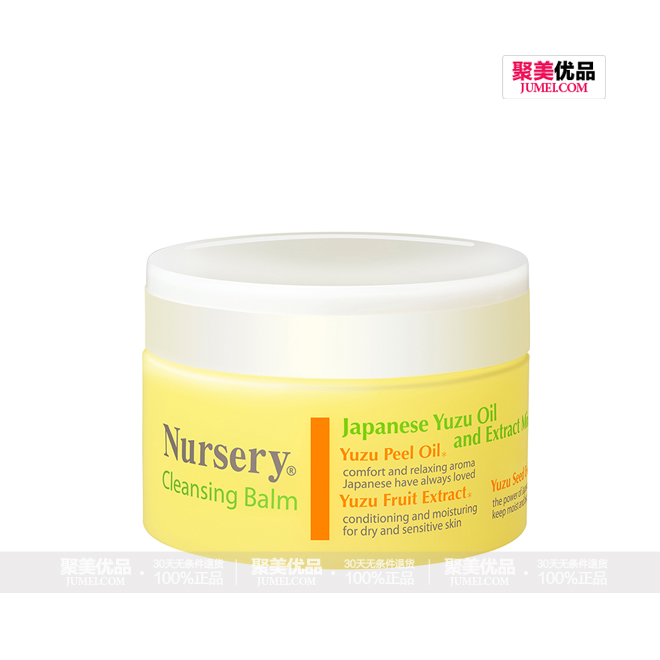 聚美优品
JUMEI.COM
Nursery®
Cleansing Balm
Japanese Yuzu Oil
and Extract
Yuzu Peel Oil
comfort and relaxing aroma
Japanese have always loved
Yuzu Fruit Extract
conditioning and moisturing
for dry and sensitive skin
Yuzu Seed
the power of
keep moist
聚美优品 30天无条件退货
JUMEI.COM 100%正品
聚美优品 30天无条件退货
JUMEI.COM 100%正品
聚美优品 30天无条件退货
JUMEI.COM 100%正品